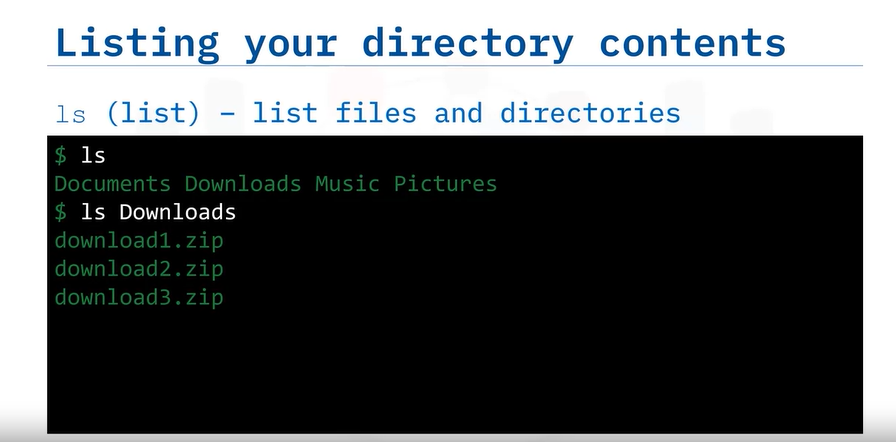 Listing your directory contents
ls (list) – list files and directories
$ ls
Documents Downloads Music Pictures
$ ls Downloads
download1.zip
download2.zip
download3.zip